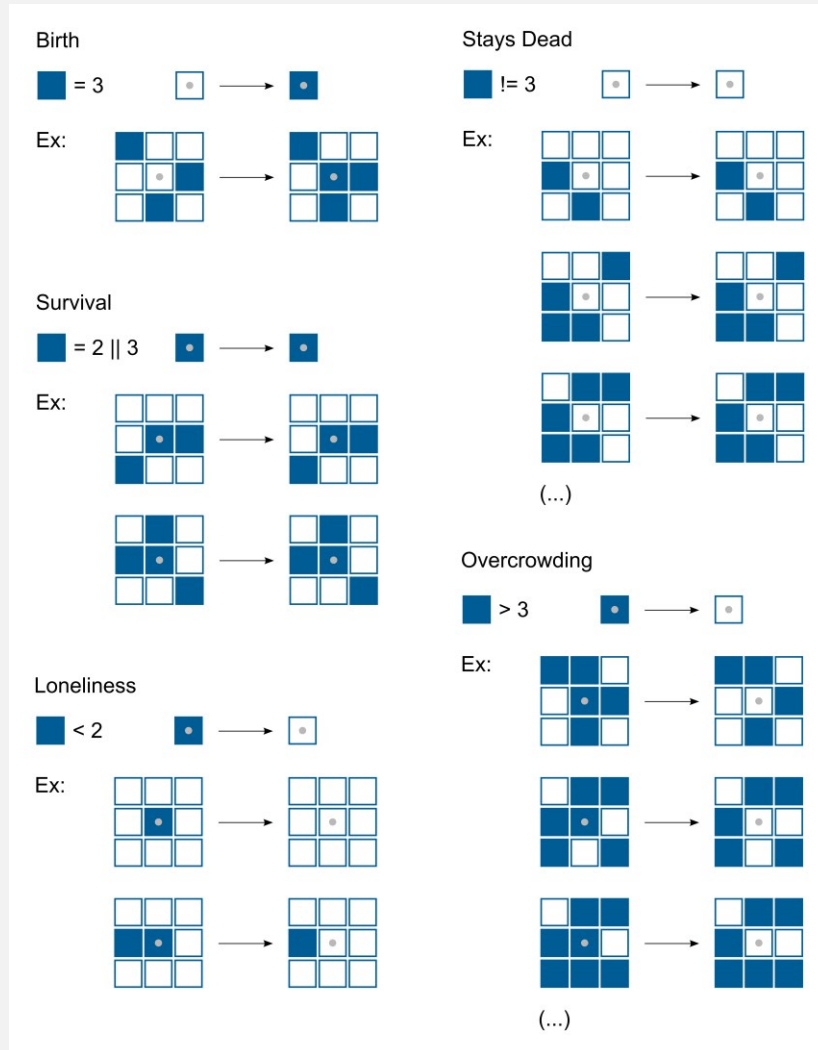 Birth
= 3
Ex:
Survival
= 2 || 3
Ex:
Loneliness
< 2
Ex:
Stays Dead
!= 3
Ex:
(...)
Overcrowding
> 3
Ex:
(...)